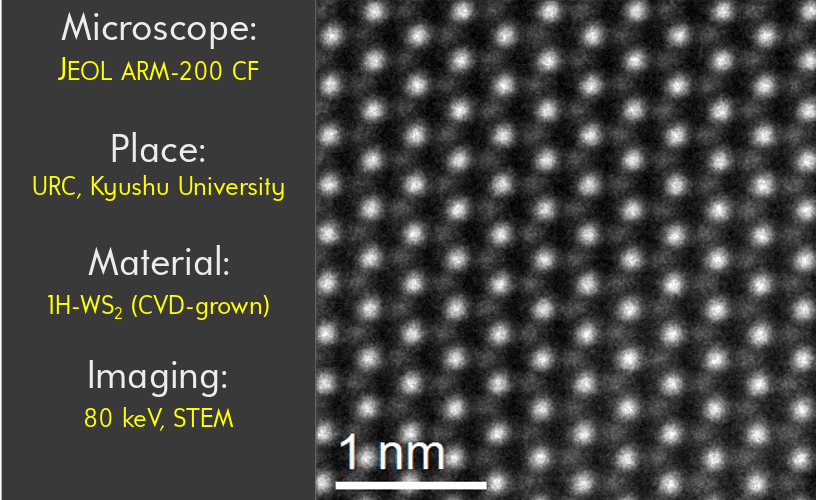 Microscope:
JEOL ARM-200 CF
Place:
URC, Kyushu University
Material:
1H-WS₂ (CVD-grown)
Imaging:
80 keV, STEM
1 nm